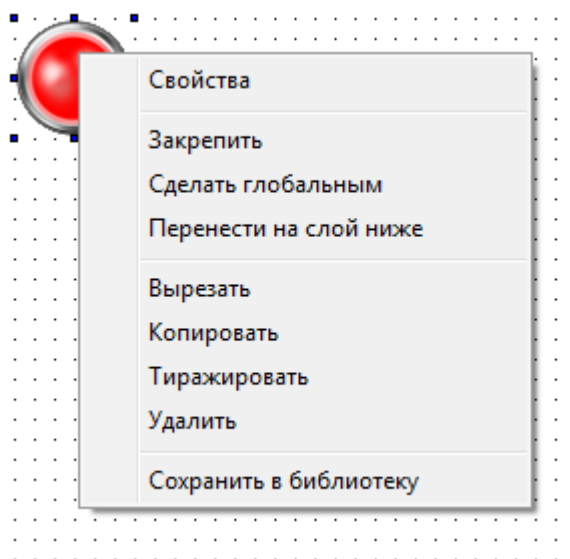 Свойства
Закрепить
Сделать глобальным
Перенести на слой ниже
Вырезать
Копировать
Тиражировать
Удалить
Сохранить в библиотеку